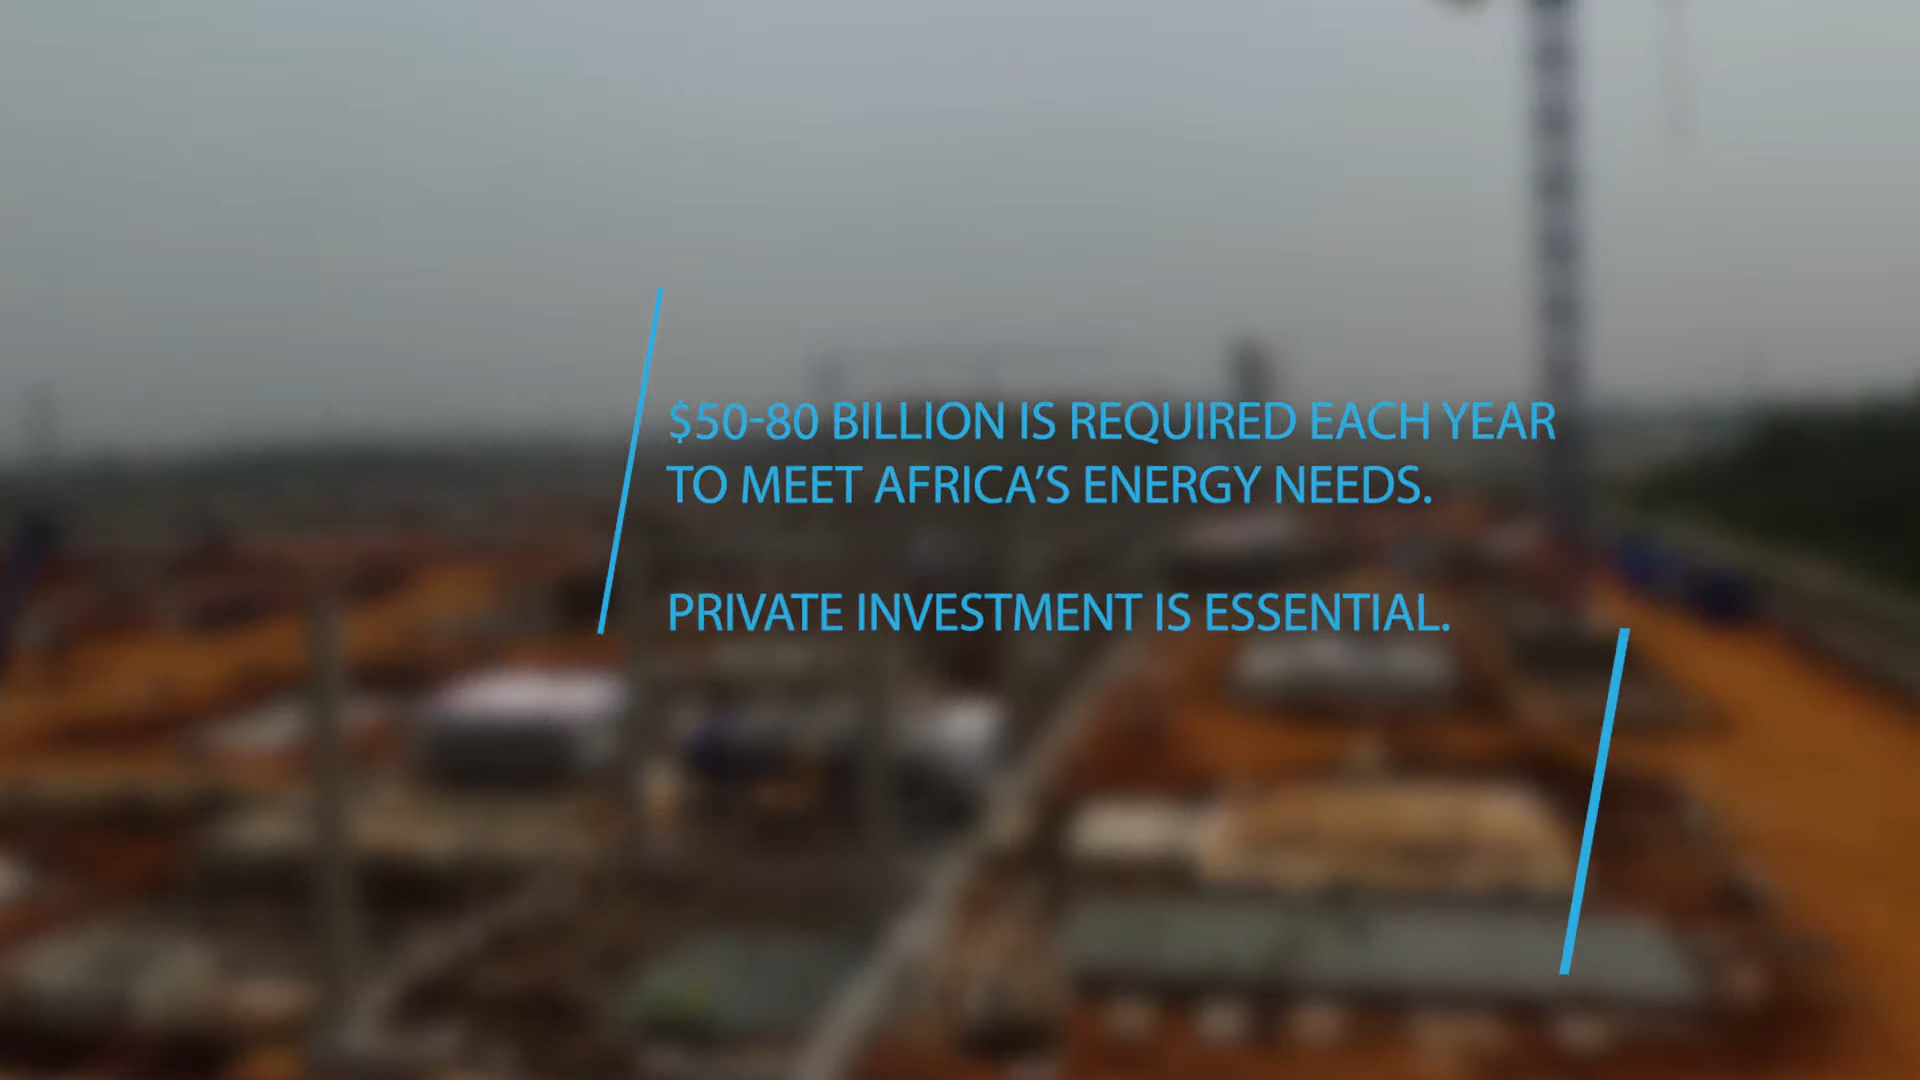 $50-80 BILLION IS REQUIRED EACH YEAR
TO MEET AFRICA’S ENERGY NEEDS.
PRIVATE INVESTMENT IS ESSENTIAL.